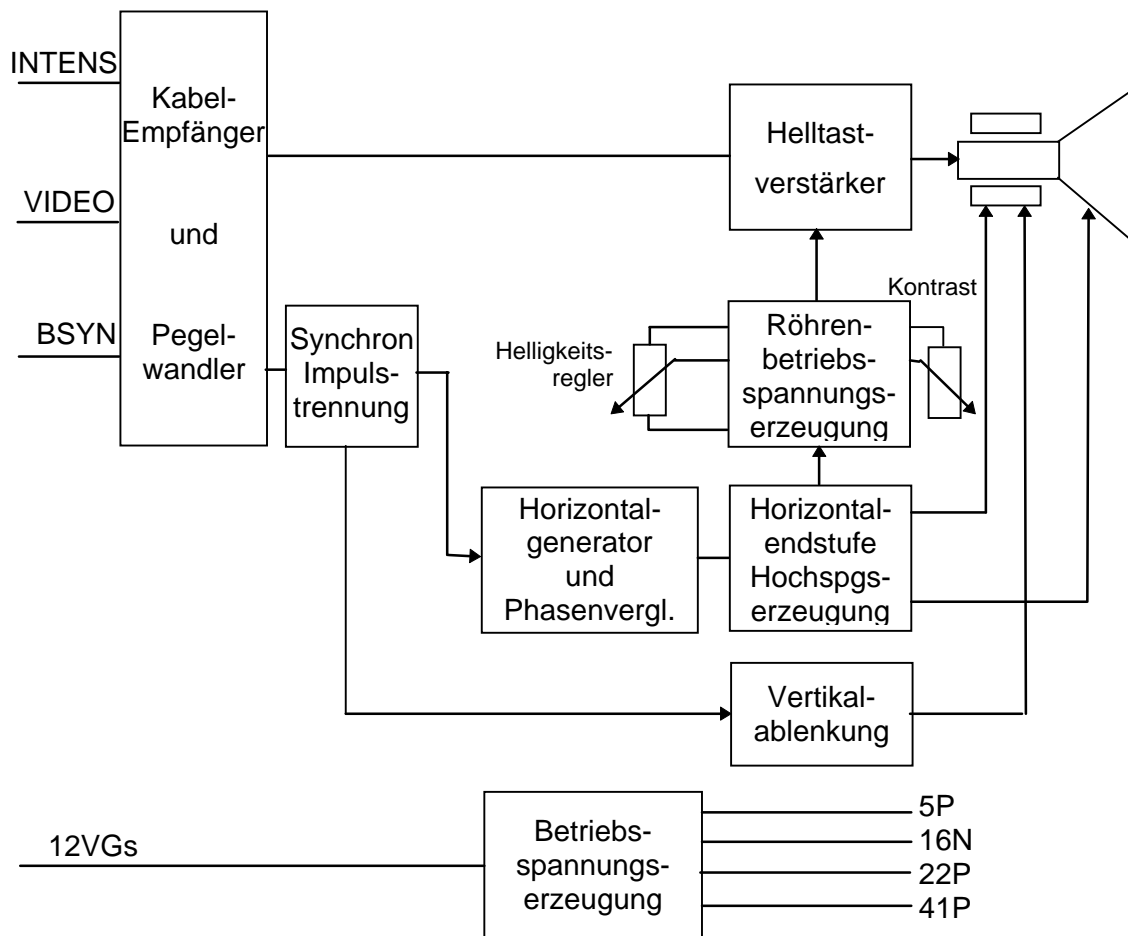 INTENS
VIDEO
BSYN
Kabel-
Empfänger
und
Pegel-
wandler
Synchron
Impuls-
trennung
Helltast-
verstärker
Kontrast
Helligkeits-
regler
Röhren-
betriebs-
spannungs-
erzeugung
Horizontal-
generator
und
Phasenvergl.
Horizontal-
endstufe
Hochspgs-
erzeugung
Vertikal-
ablenkung
12VGs
Betriebs-
spannungs-
erzeugung
5P
16N
22P
41P